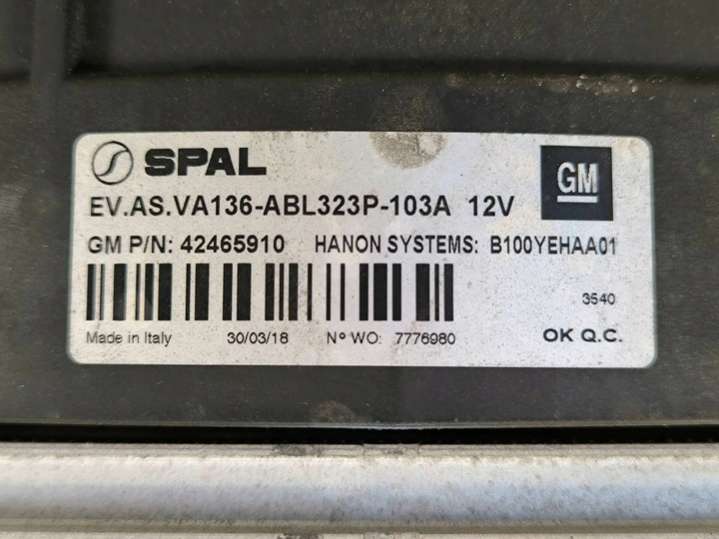 SPAL
GM
EV.AS.VA136-ABL323P-103A 12V
GM P/N: 42465910 HANON SYSTEMS: B100YEHAA01
3540
Made in Italy 30/03/18 Nº WO: 7776980 OK Q.C.